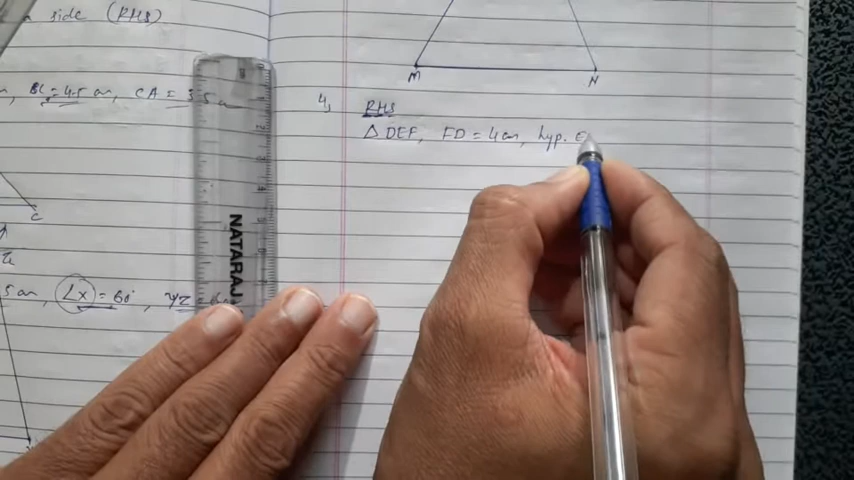 side (RHS)
BC = 4.5 cm, CA = 3.5 cm
C
∠X = 60°, YZ
M N
4, RHS
△ DEF, FD = 4 cm, hyp. E
NATARAJ